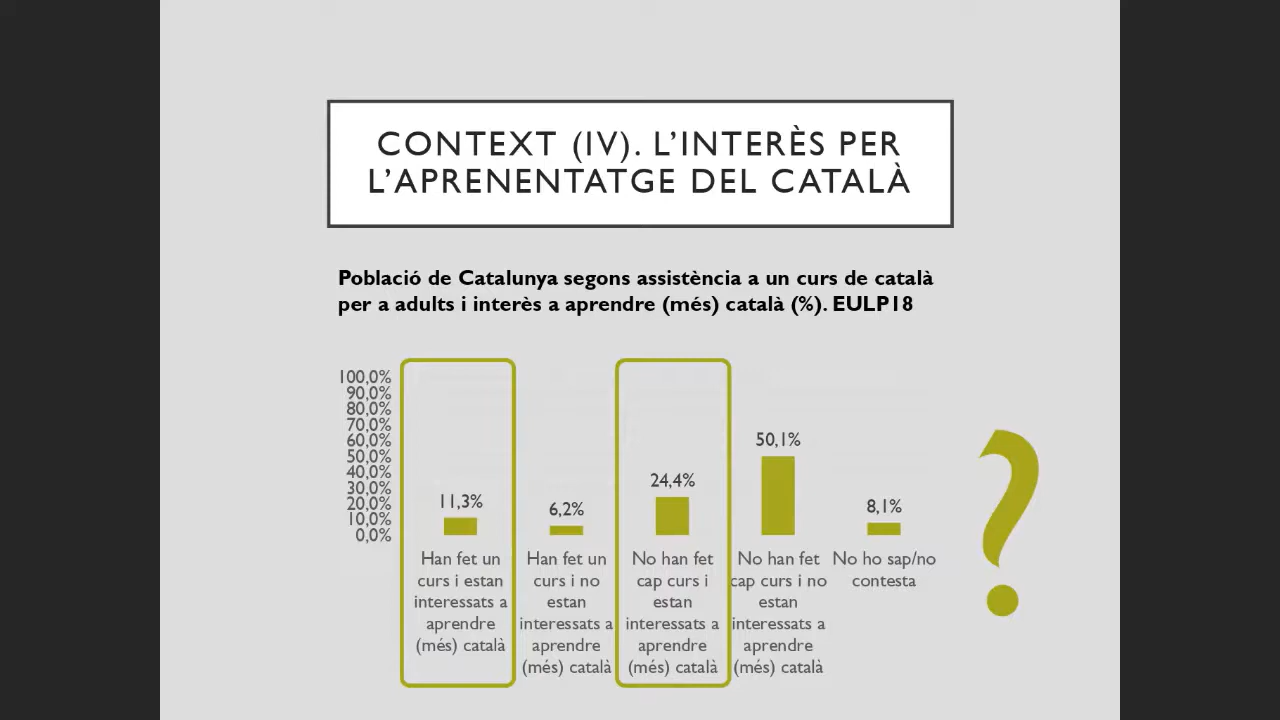 CONTEXT (IV). L’INTERÈS PER
L’APRENENTATGE DEL CATALÀ
Població de Catalunya segons assistència a un curs de català
per a adults i interès a aprendre (més) català (%). EULP18
100,0%
90,0%
80,0%
70,0%
60,0%
50,0%
40,0%
30,0%
20,0%
10,0%
0,0%
11,3%
6,2%
24,4%
50,1%
8,1%
Han fet un
curs i estan
interessats a
aprendre
(més) català
Han fet un
curs i no
estan
interessats a
aprendre
(més) català
No han fet
cap curs i
estan
interessats a
aprendre
(més) català
No han fet
cap curs i no
estan
interessats a
aprendre
(més) català
No ho sap/no
contesta
?